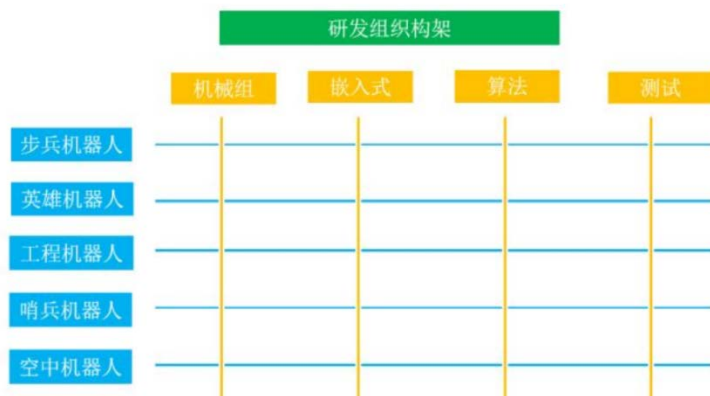 研发组织构架
机械组 嵌入式 算法 测试
步兵机器人
英雄机器人
工程机器人
哨兵机器人
空中机器人